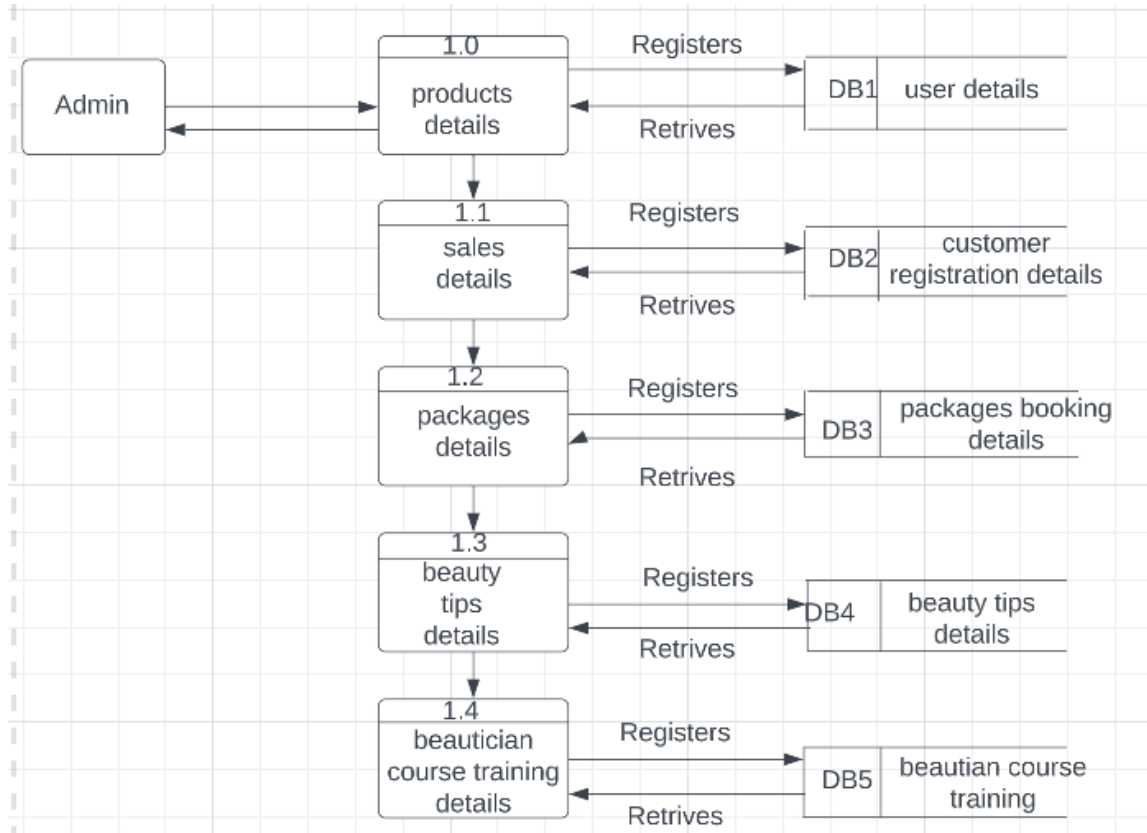 1.0
Registers
Admin
products
details
DB1
user details
Retrives
1.1
Registers
sales
details
DB2
customer
registration details
Retrives
1.2
Registers
packages
details
DB3
packages booking
details
Retrives
1.3
beauty
tips
details
Registers
DB4
beauty tips
details
Retrives
1.4
Registers
beautician
course training
details
DB5
beautian course
training
Retrives